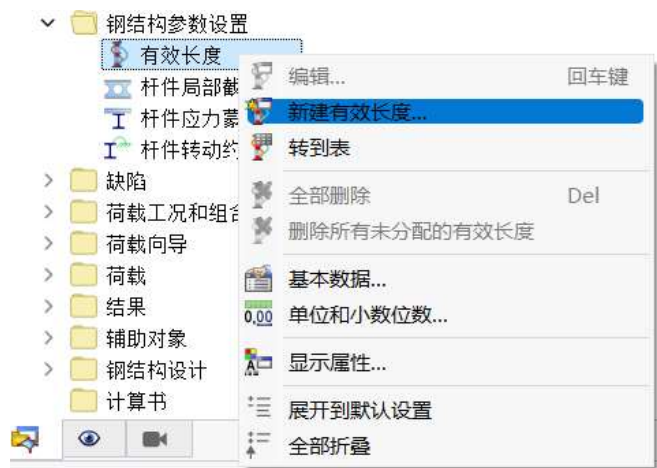 钢结构参数设置
有效长度
杆件局部截
杆件应力蒙
杆件转动约
缺陷
荷载工况和组合
荷载向导
荷载
结果
辅助对象
钢结构设计
计算书
编辑... 回车键
新建有效长度...
转到表
全部删除 Del
删除所有未分配的有效长度
基本数据...
0,00 单位和小数位数...
显示属性...
展开到默认设置
全部折叠